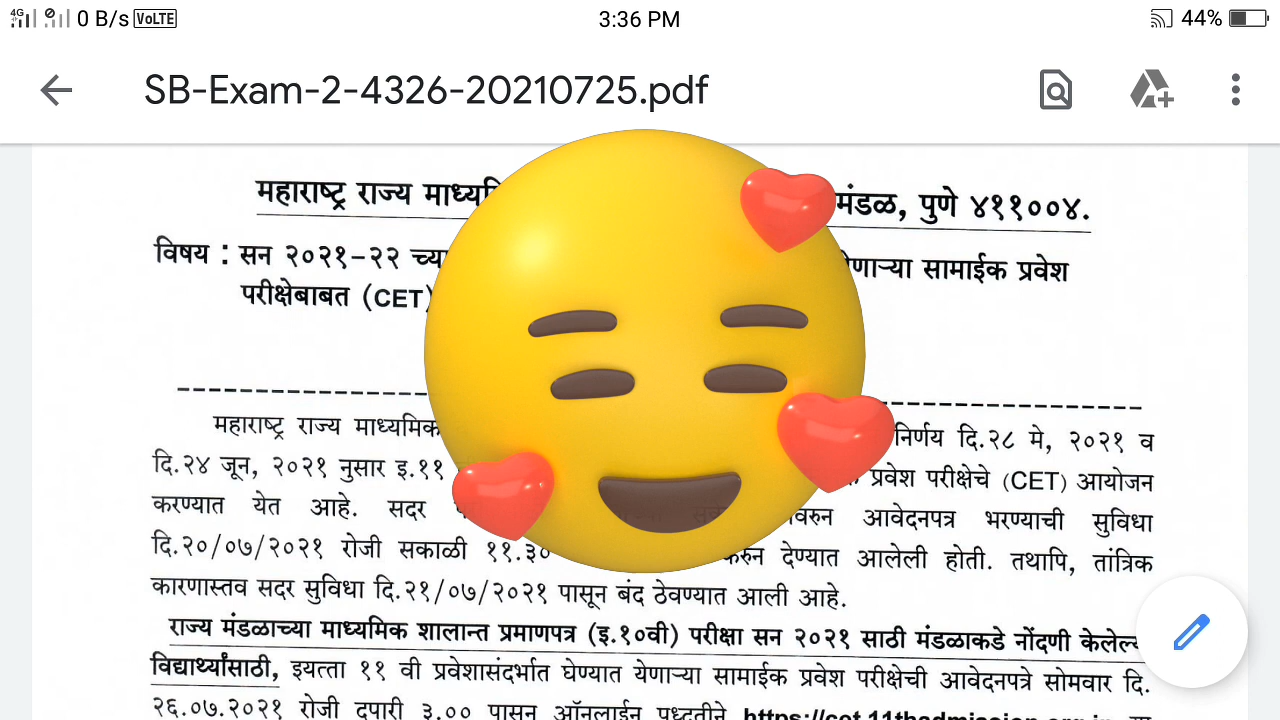 4G 0 B/s VoLTE 3:36 PM 44%
SB-Exam-2-4326-20210725.pdf
महाराष्ट्र राज्य मंडळ, पुणे ४११००४.
विषय : सन २०२१-२२ च्या सामाईक प्रवेश
परीक्षेबाबत (CET)
महाराष्ट्र राज्य माध्यमिक निर्णय दि.२८ मे, २०२१ व
दि.२४ जून, २०२१ नुसार इ.११ प्रवेश परीक्षेचे (CET) आयोजन
करण्यात येत आहे. सदर आवेदनपत्र भरण्याची सुविधा
दि.२०/०७/२०२१ रोजी सकाळी ११.३० करुन देण्यात आलेली होती. तथापि, तांत्रिक
कारणास्तव सदर सुविधा दि.२१/०७/२०२१ पासून बंद ठेवण्यात आली आहे.
राज्य मंडळाच्या माध्यमिक शालान्त प्रमाणपत्र (इ.१०वी) परीक्षा सन २०२१ साठी मंडळाकडे नोंदणी
विद्यार्थ्यांसाठी, इयत्ता ११ वी प्रवेशासंदर्भात घेण्यात येणाऱ्या सामाईक प्रवेश परीक्षेची आवेदनपत्रे सोमवार दि.
२६.०७.२०२१ रोजी दुपारी ३.०० पासून ऑनलाईन पध्दतीने